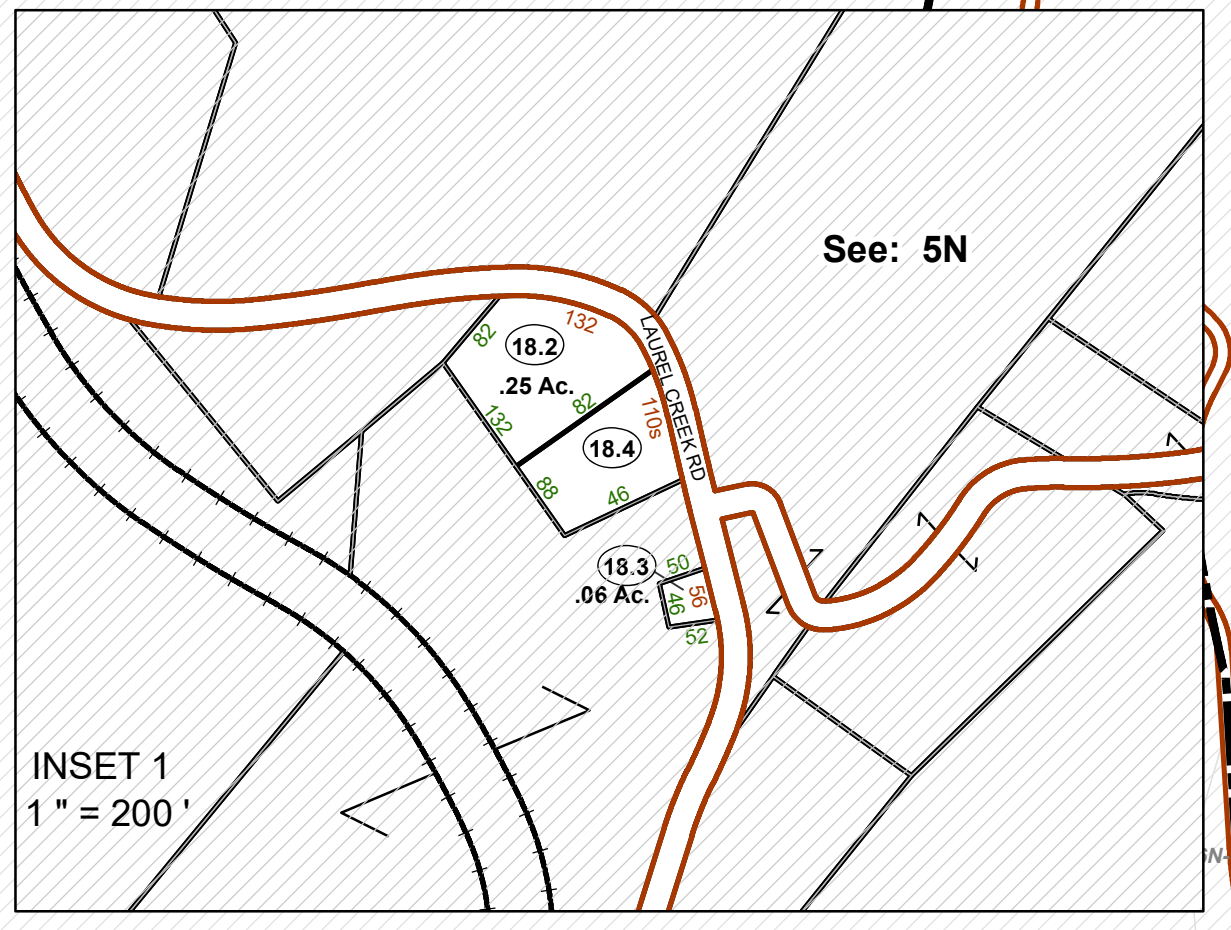 See: 5N
132
82
18.2
LAUREL CREEK RD
.25 Ac.
82
110s
132
18.4
88
46
50
18.3
.06 Ac.
46
56
52
INSET 1
1 " = 200 '